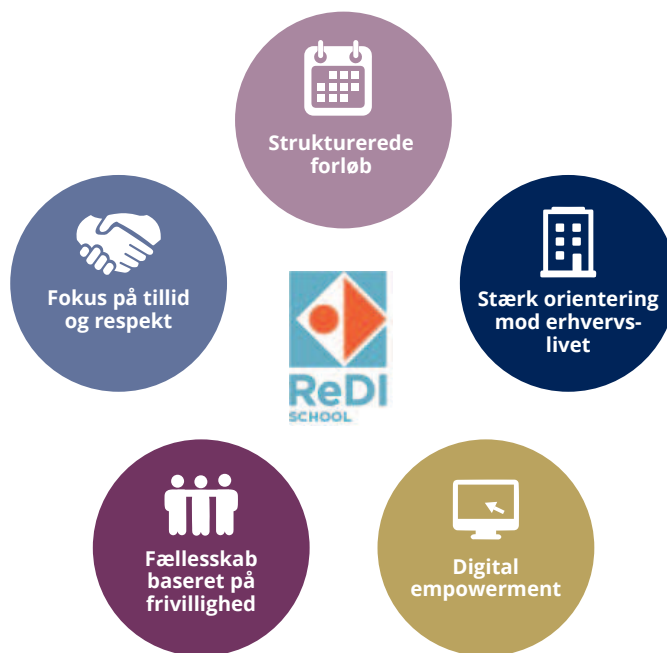 Strukturerede
forløb
Fokus på tillid
og respekt
Stærk orientering
mod erhvervs-
livet
ReDI
SCHOOL
Fællesskab
baseret på
frivillighed
Digital
empowerment